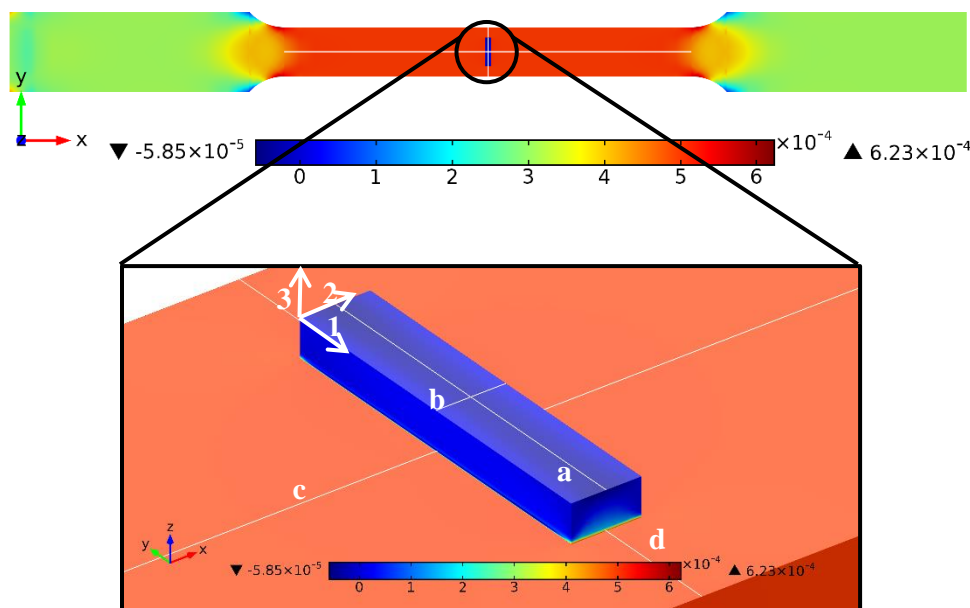 y
z x
▼ -5.85×10⁻⁵ ×10⁻⁴ ▲ 6.23×10⁻⁴
0 1 2 3 4 5 6
3 2
1
b
a
c
d
z
y x
▼ -5.85×10⁻⁵ ×10⁻⁴ ▲ 6.23×10⁻⁴
0 1 2 3 4 5 6